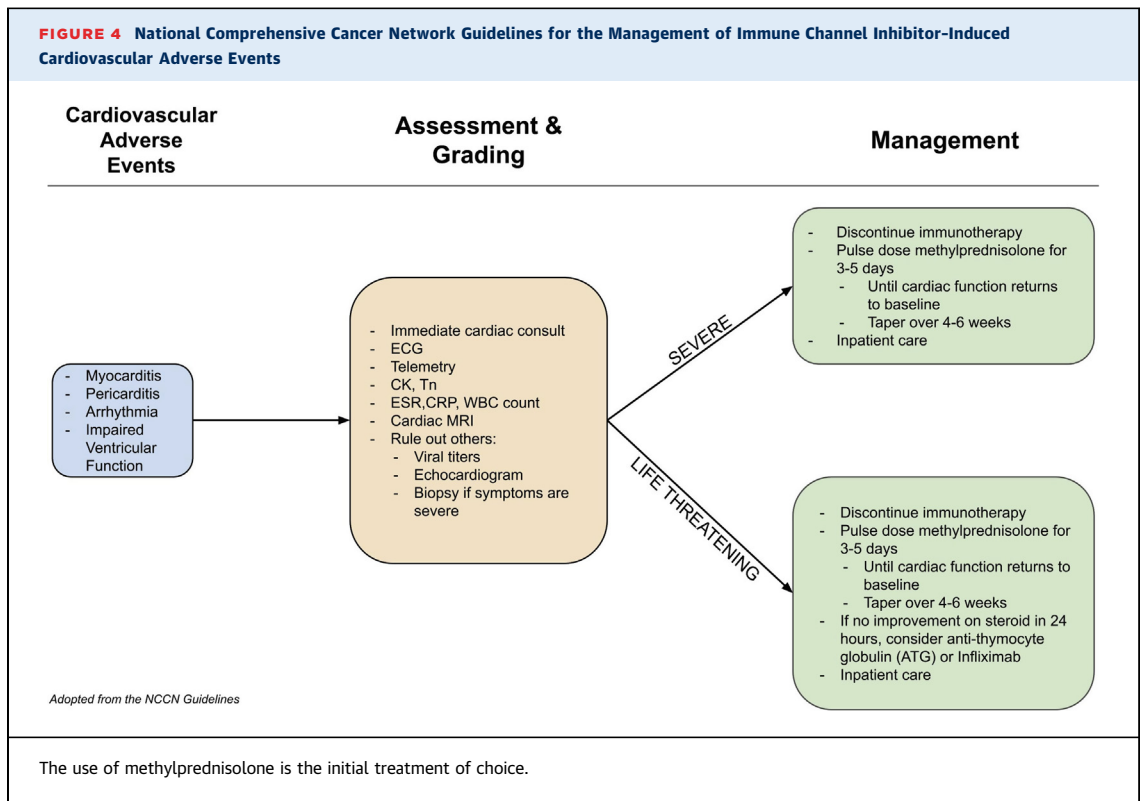 FIGURE 4 National Comprehensive Cancer Network Guidelines for the Management of Immune Channel Inhibitor-Induced
Cardiovascular Adverse Events
Cardiovascular
Adverse
Events
Assessment &
Grading
Management
- Myocarditis
- Pericarditis
- Arrhythmia
- Impaired
Ventricular
Function
- Immediate cardiac consult
- ECG
- Telemetry
- CK, Tn
- ESR,CRP, WBC count
- Cardiac MRI
- Rule out others:
- Viral titers
- Echocardiogram
- Biopsy if symptoms are
severe
SEVERE
- Discontinue immunotherapy
- Pulse dose methylprednisolone for
3-5 days
- Until cardiac function returns
to baseline
- Taper over 4-6 weeks
- Inpatient care
LIFE THREATENING
- Discontinue immunotherapy
- Pulse dose methylprednisolone for
3-5 days
- Until cardiac function returns to
baseline
- Taper over 4-6 weeks
- If no improvement on steroid in 24
hours, consider anti-thymocyte
globulin (ATG) or Infliximab
- Inpatient care
Adopted from the NCCN Guidelines
The use of methylprednisolone is the initial treatment of choice.